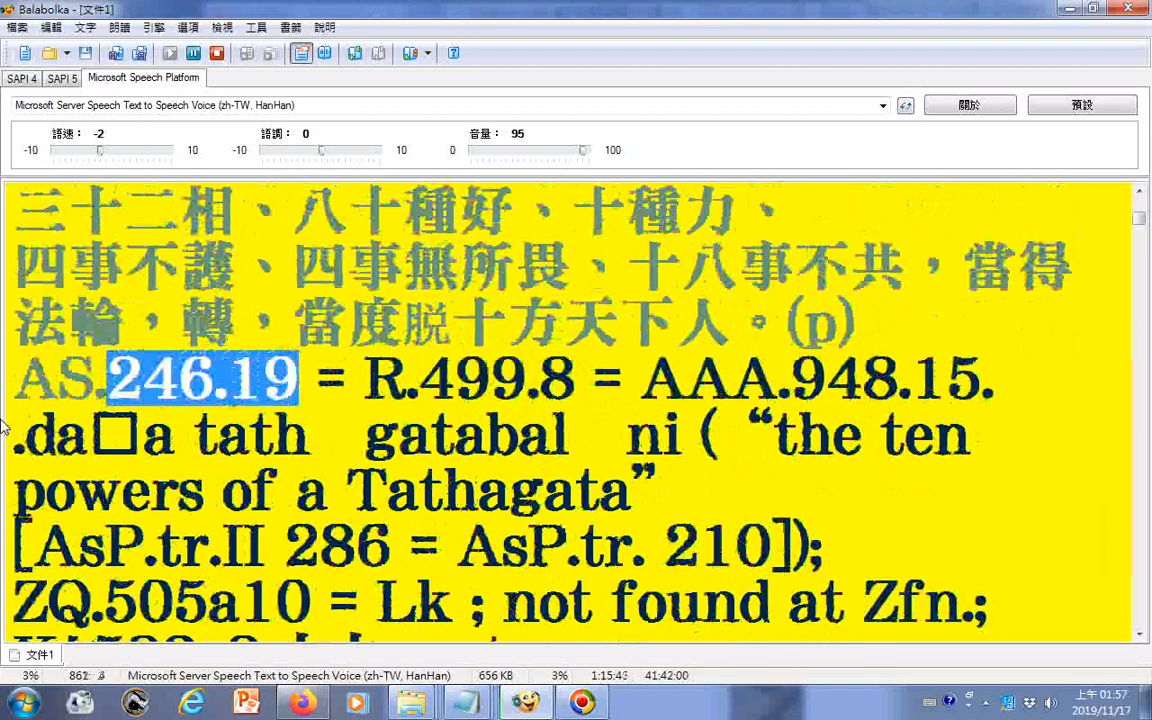 Balabolka - [文件1]
檔案 編輯 文字 朗讀 引擎 選項 檢視 工具 書籤 說明
SAPI 4 SAPI 5 Microsoft Speech Platform
Microsoft Server Speech Text to Speech Voice (zh-TW, HanHan) 關於 預設
語速： -2 語調： 0 音量： 95
-10 10 -10 10 0 100
三十二相、八十種好、十種力、
四事不護、四事無所畏、十八事不共，當得
法輪，轉，當度脱十方天下人。(p)
AS.246.19 = R.499.8 = AAA.948.15.
.da□a tath gatabal ni ( “the ten
powers of a Tathagata”
[AsP.tr.II 286 = AsP.tr. 210]);
ZQ.505a10 = Lk ; not found at Zfn.;
文件1
3% 862: Microsoft Server Speech Text to Speech Voice (zh-TW, HanHan) 656 KB 3% 1:15:43 41:42:00
上午 01:57
2019/11/17